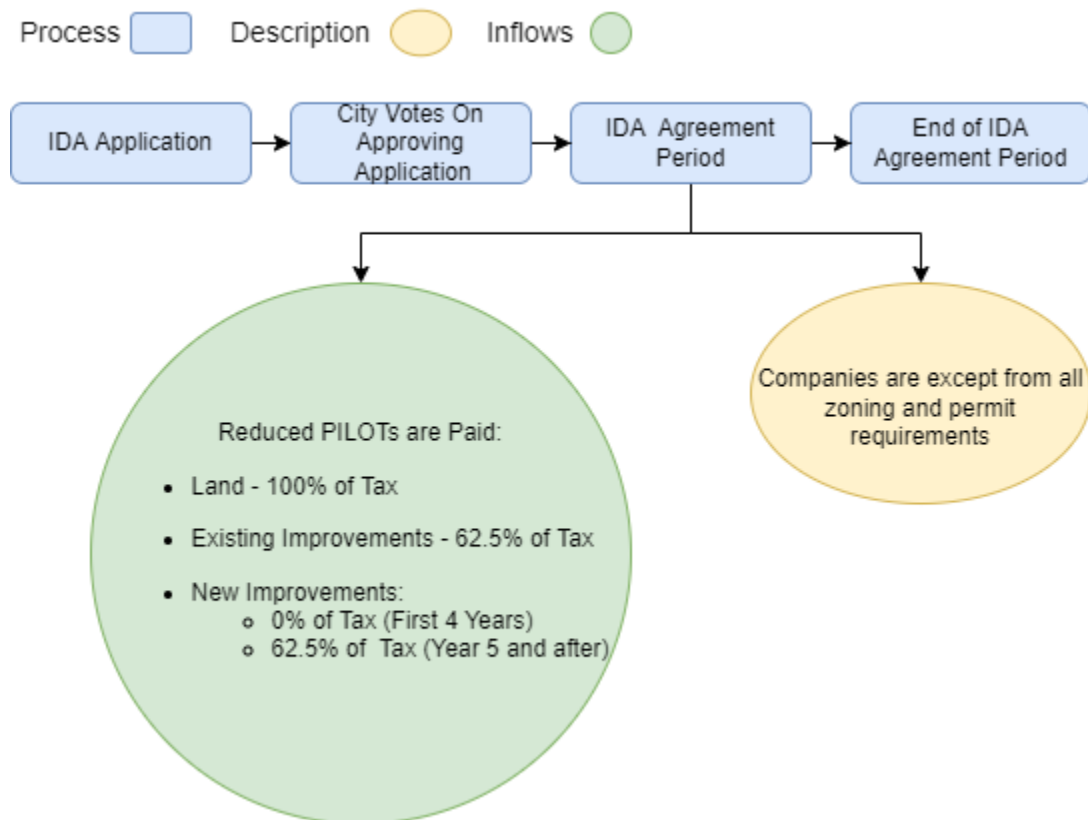 Process
Description
Inflows
IDA Application
City Votes On
Approving
Application
IDA Agreement
Period
End of IDA
Agreement Period
Reduced PILOTs are Paid:
Land - 100% of Tax
Existing Improvements - 62.5% of Tax
New Improvements:
0% of Tax (First 4 Years)
62.5% of Tax (Year 5 and after)
Companies are except from all
zoning and permit
requirements